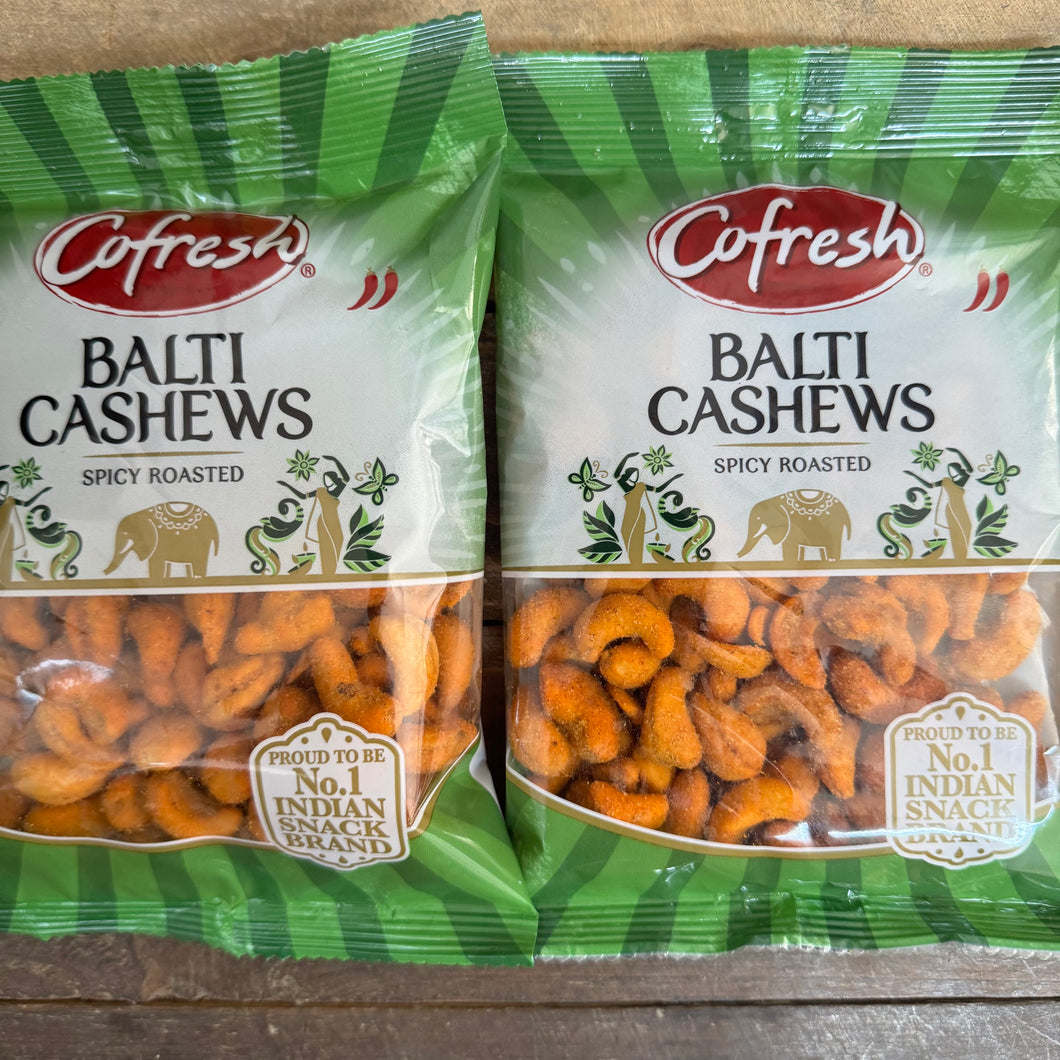 Cofresh®
BALTI
CASHEWS
SPICY ROASTED
PROUD TO BE
No.1
INDIAN
SNACK
BRAND
Cofresh®
BALTI
CASHEWS
SPICY ROASTED
PROUD TO BE
No.1
INDIAN
SNACK
BRAND